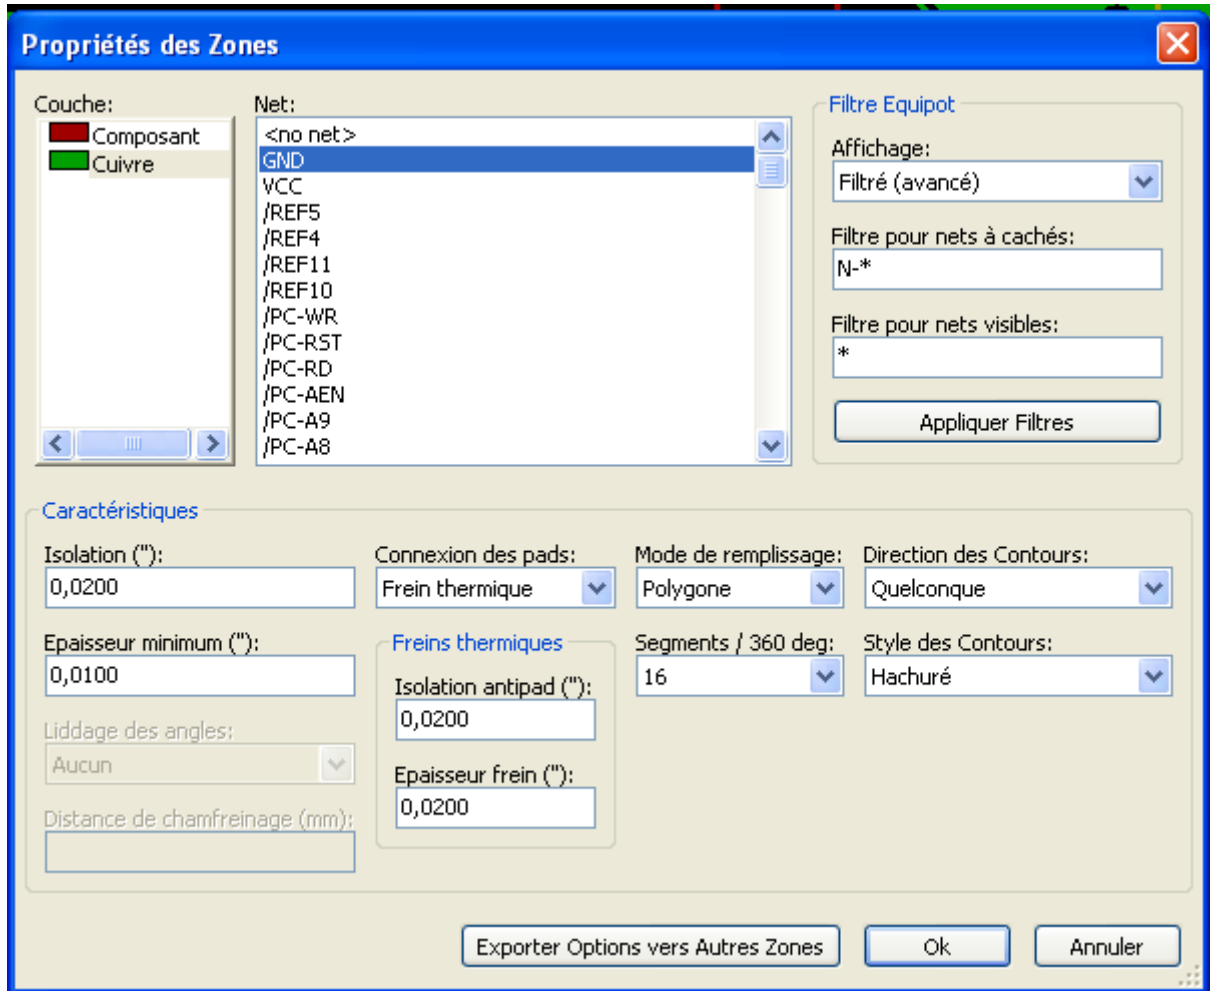 Propriétés des Zones
Couche:
Composant
Cuivre
Net:
<no net>
GND
VCC
/REF5
/REF4
/REF11
/REF10
/PC-WR
/PC-RST
/PC-RD
/PC-AEN
/PC-A9
/PC-A8
Filtre Equipot
Affichage:
Filtré (avancé)
Filtre pour nets à cachés:
N-*
Filtre pour nets visibles:
*
Appliquer Filtres
Caractéristiques
Isolation ("):
0,0200
Epaisseur minimum ("):
0,0100
Liddage des angles:
Aucun
Distance de chamfreinage (mm):
Connexion des pads:
Frein thermique
Freins thermiques
Isolation antipad ("):
0,0200
Epaisseur frein ("):
0,0200
Mode de remplissage:
Polygone
Segments / 360 deg:
16
Direction des Contours:
Quelconque
Style des Contours:
Hachuré
Exporter Options vers Autres Zones
Ok
Annuler